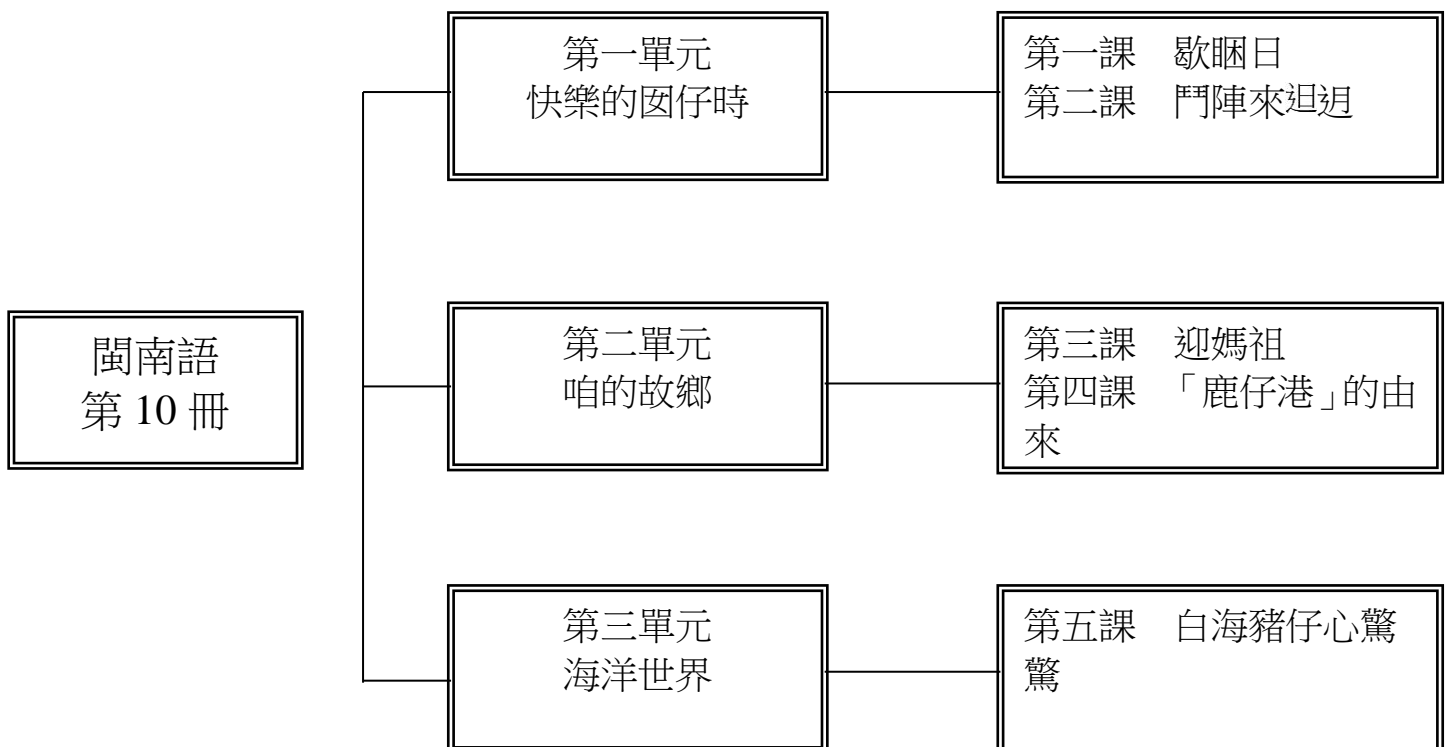 閩南語
第 10 冊
第一單元
快樂的囡仔時
第一課　歇睏日
第二課　鬥陣來𨑨迌
第二單元
咱的故鄉
第三課　迎媽祖
第四課　「鹿仔港」的由
來
第三單元
海洋世界
第五課　白海豬仔心驚
驚